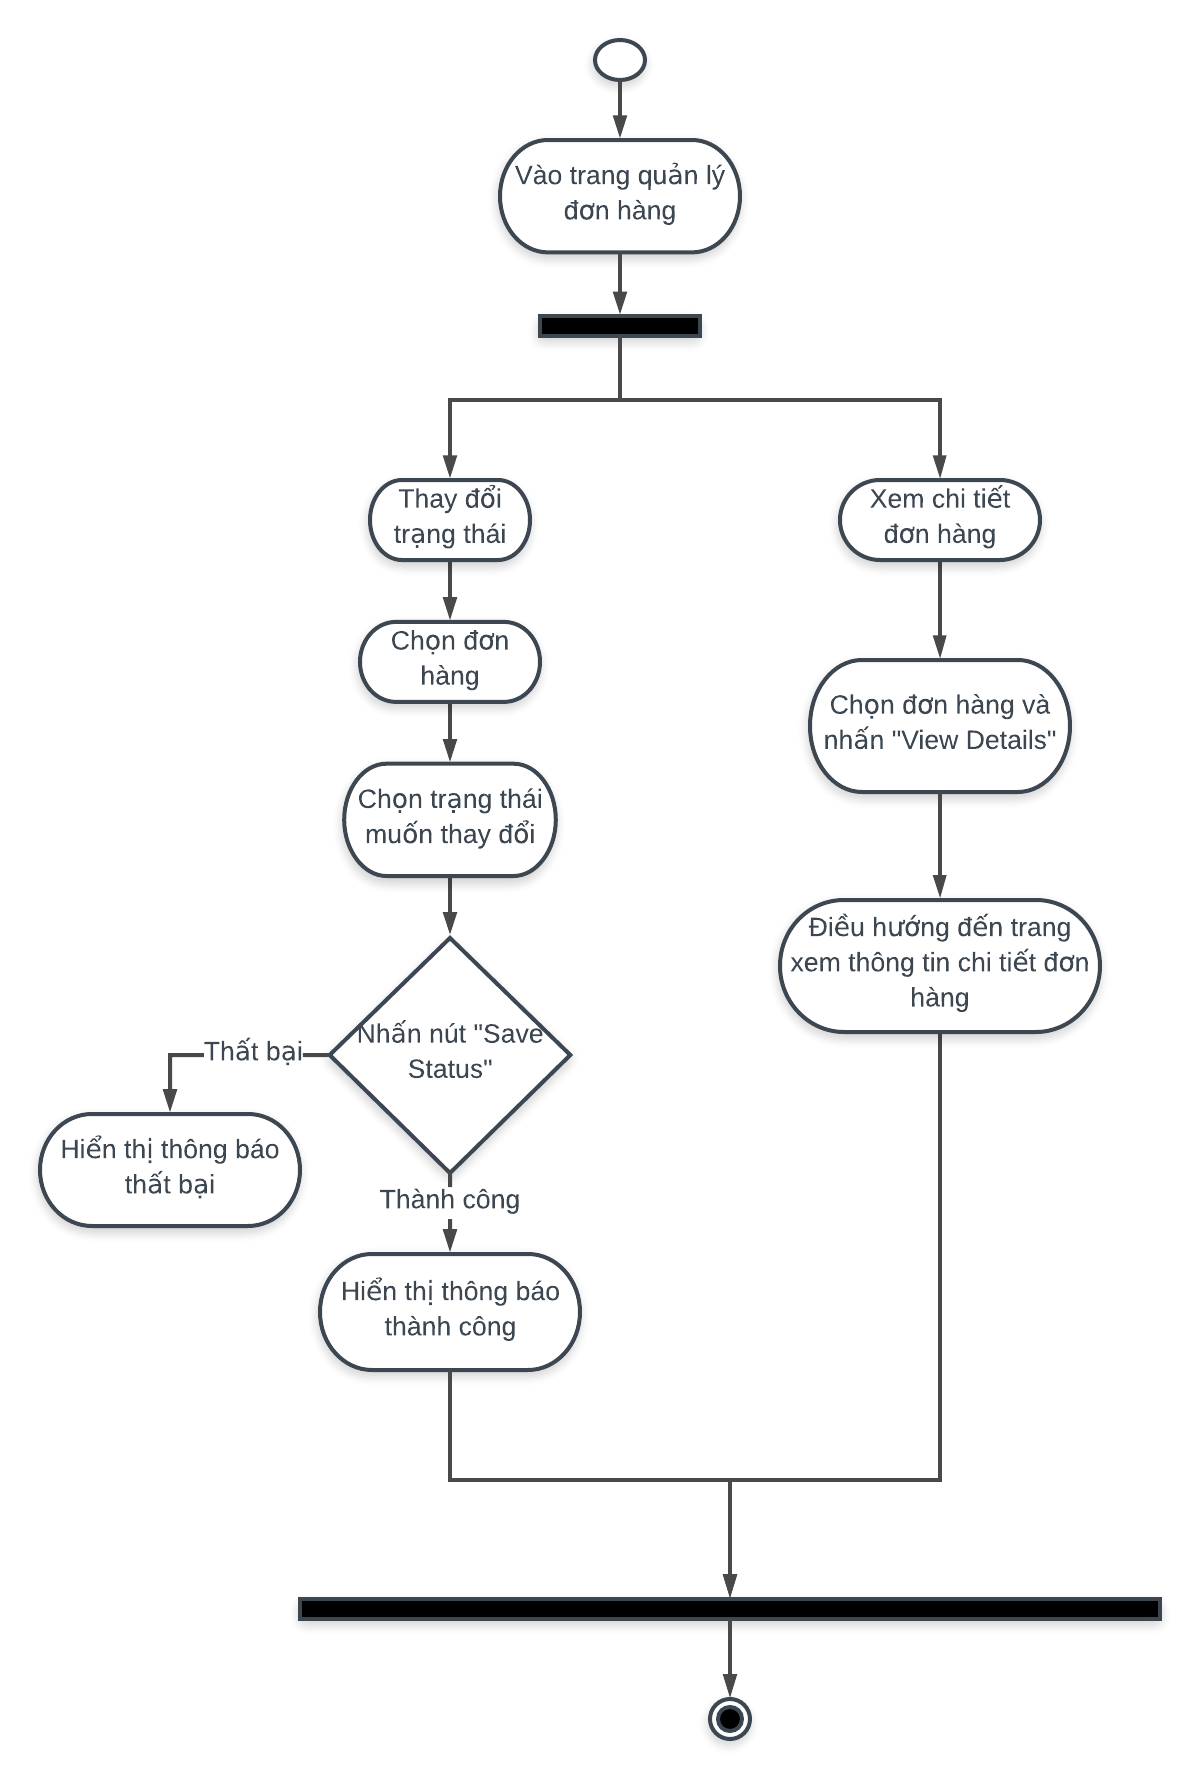 Vào trang quản lý
đơn hàng
Thay đổi
trạng thái
Xem chi tiết
đơn hàng
Chọn đơn
hàng
Chọn đơn hàng và
nhấn "View Details"
Chọn trạng thái
muốn thay đổi
Điều hướng đến trang
xem thông tin chi tiết đơn
hàng
Nhấn nút "Save
Status"
Thất bại
Hiển thị thông báo
thất bại
Thành công
Hiển thị thông báo
thành công